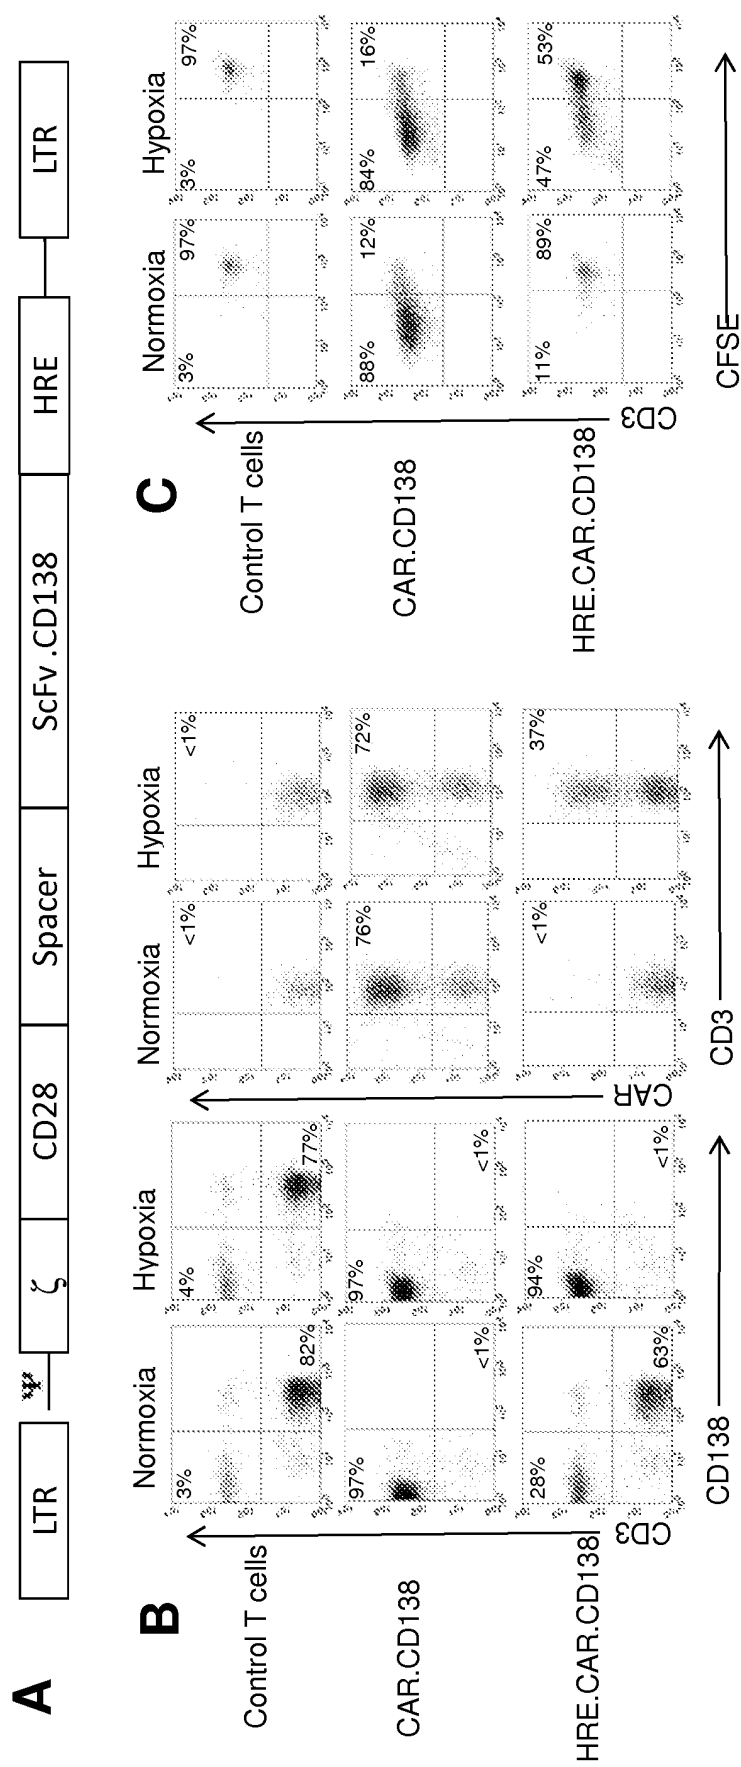 A
LTR
Ψ
ζ
CD28
Spacer
ScFv.CD138
HRE
LTR
B
Normoxia
Hypoxia
Normoxia
Hypoxia
Control T cells
3%
82%
4%
77%
<1%
<1%
CAR.CD138
97%
<1%
97%
<1%
76%
72%
HRE.CAR.CD138
28%
63%
94%
<1%
<1%
37%
CD3
CD138
CAR
CD3
C
Normoxia
Hypoxia
Control T cells
3%
97%
3%
97%
CAR.CD138
88%
12%
84%
16%
HRE.CAR.CD138
11%
89%
47%
53%
CD3
CFSE